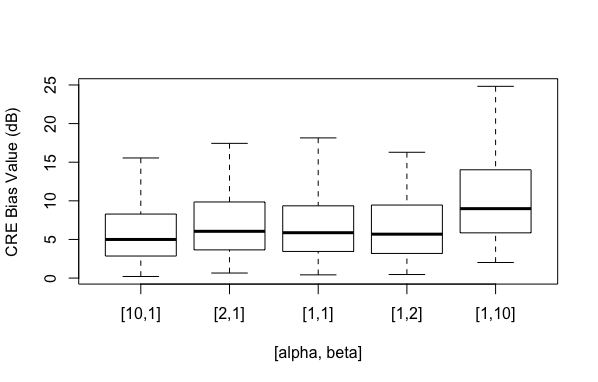 CRE Bias Value (dB)
25
20
15
10
5
0
[10,1] [2,1] [1,1] [1,2] [1,10]
[alpha, beta]